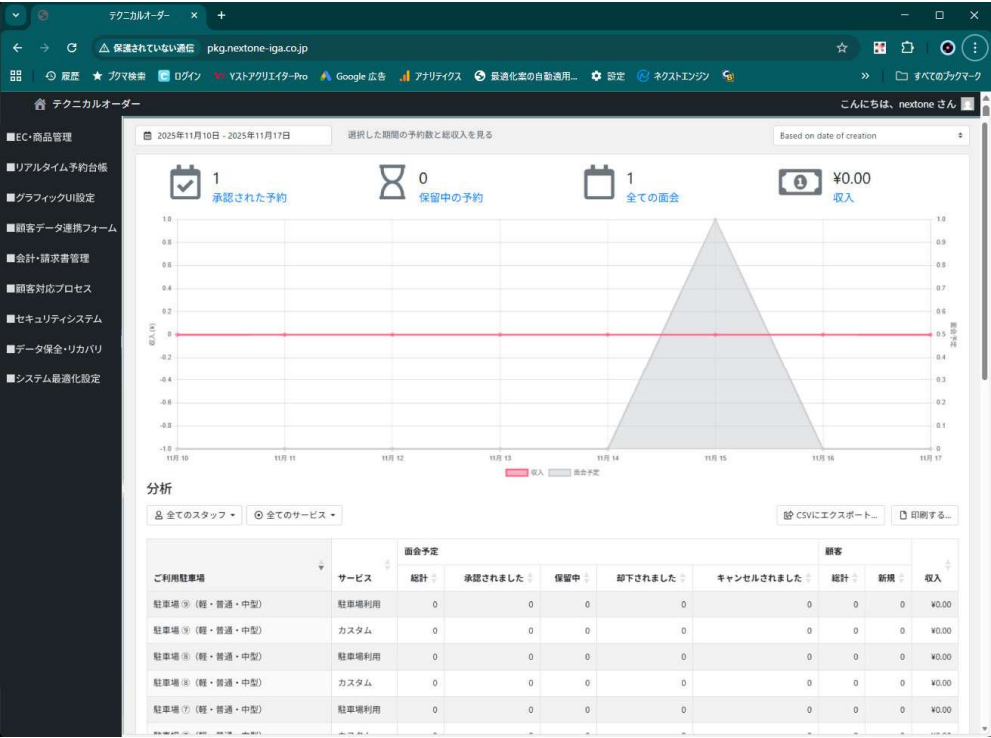 テクニカルオーダー
保護されていない通信 pkg.nextone-iga.co.jp
履歴 ブクマ検索 ログイン YストアクリエイターPro Google 広告 アナリティクス 最適化案の自動適用... 設定 ネクストエンジン すべてのブックマーク
テクニカルオーダー こんにちは、nextone さん
■EC・商品管理
■リアルタイム予約台帳
■グラフィックUI設定
■顧客データ連携フォーム
■会計・請求書管理
■顧客対応プロセス
■セキュリティシステム
■データ保全・リカバリ
■システム最適化設定
2025年11月10日 - 2025年11月17日 選択した期間の予約数と総収入を見る Based on date of creation
1 0 1 ¥0.00
承認された予約 保留中の予約 全ての面会 収入
1.0 1.0
0.8 0.9
0.6 0.8
0.4 0.7
0.2 0.6
0 0.5
-0.2 0.4
-0.4 0.3
-0.6 0.2
-0.8 0.1
-1.0 0
収入 (¥) 面会予定
11月 10 11月 11 11月 12 11月 13 11月 14 11月 15 11月 16 11月 17
収入 面会予定
分析
全てのスタッフ 全てのサービス CSVにエクスポート... 印刷する...
面会予定 顧客
ご利用駐車場 サービス 総計 承認されました 保留中 却下されました キャンセルされました 総計 新規 収入
駐車場 ⑨（軽・普通・中型） 駐車場利用 0 0 0 0 0 0 0 ¥0.00
駐車場 ⑨（軽・普通・中型） カスタム 0 0 0 0 0 0 0 ¥0.00
駐車場 ⑧（軽・普通・中型） 駐車場利用 0 0 0 0 0 0 0 ¥0.00
駐車場 ⑧（軽・普通・中型） カスタム 0 0 0 0 0 0 0 ¥0.00
駐車場 ⑦（軽・普通・中型） 駐車場利用 0 0 0 0 0 0 0 ¥0.00